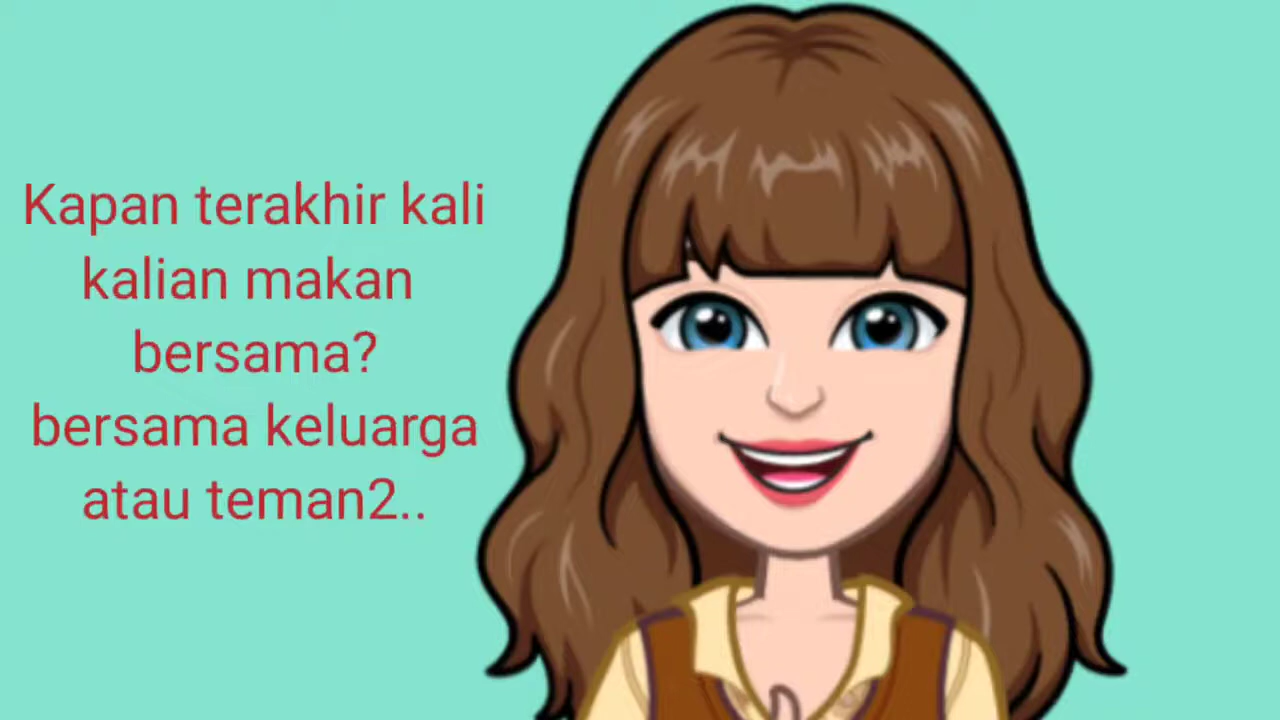 Kapan terakhir kali
kalian makan
bersama?
bersama keluarga
atau teman2..